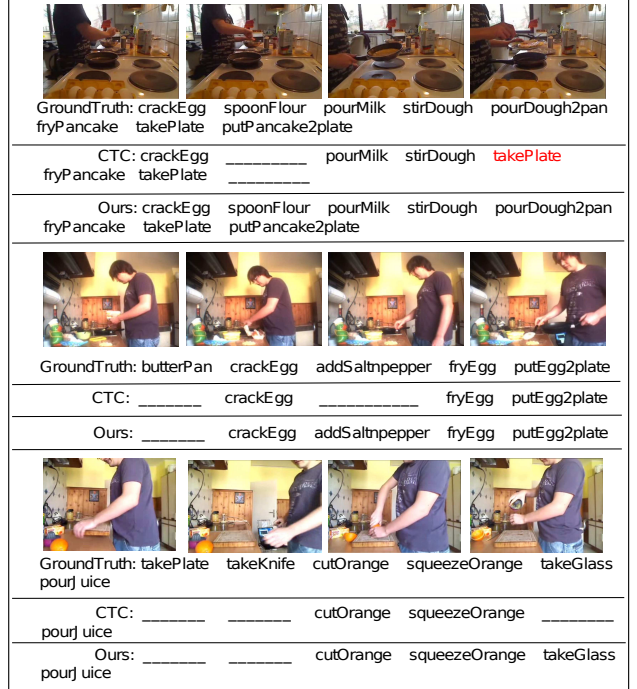 GroundTruth: crackEgg spoonFlour pourMilk stirDough pourDough2pan
fryPancake takePlate putPancake2plate
CTC: crackEgg _________ pourMilk stirDough takePlate
fryPancake takePlate _________
Ours: crackEgg spoonFlour pourMilk stirDough pourDough2pan
fryPancake takePlate putPancake2plate
GroundTruth: butterPan crackEgg addSaltnpepper fryEgg putEgg2plate
CTC: _______ crackEgg ___________ fryEgg putEgg2plate
Ours: _______ crackEgg addSaltnpepper fryEgg putEgg2plate
GroundTruth: takePlate takeKnife cutOrange squeezeOrange takeGlass
pourJuice
CTC: _______ _______ cutOrange squeezeOrange ________
pourJuice
Ours: _______ _______ cutOrange squeezeOrange takeGlass
pourJuice